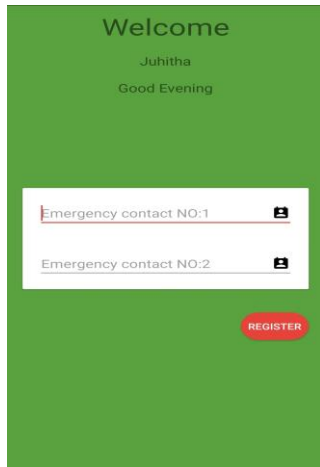 Welcome
Juhitha
Good Evening
Emergency contact NO:1
Emergency contact NO:2
REGISTER